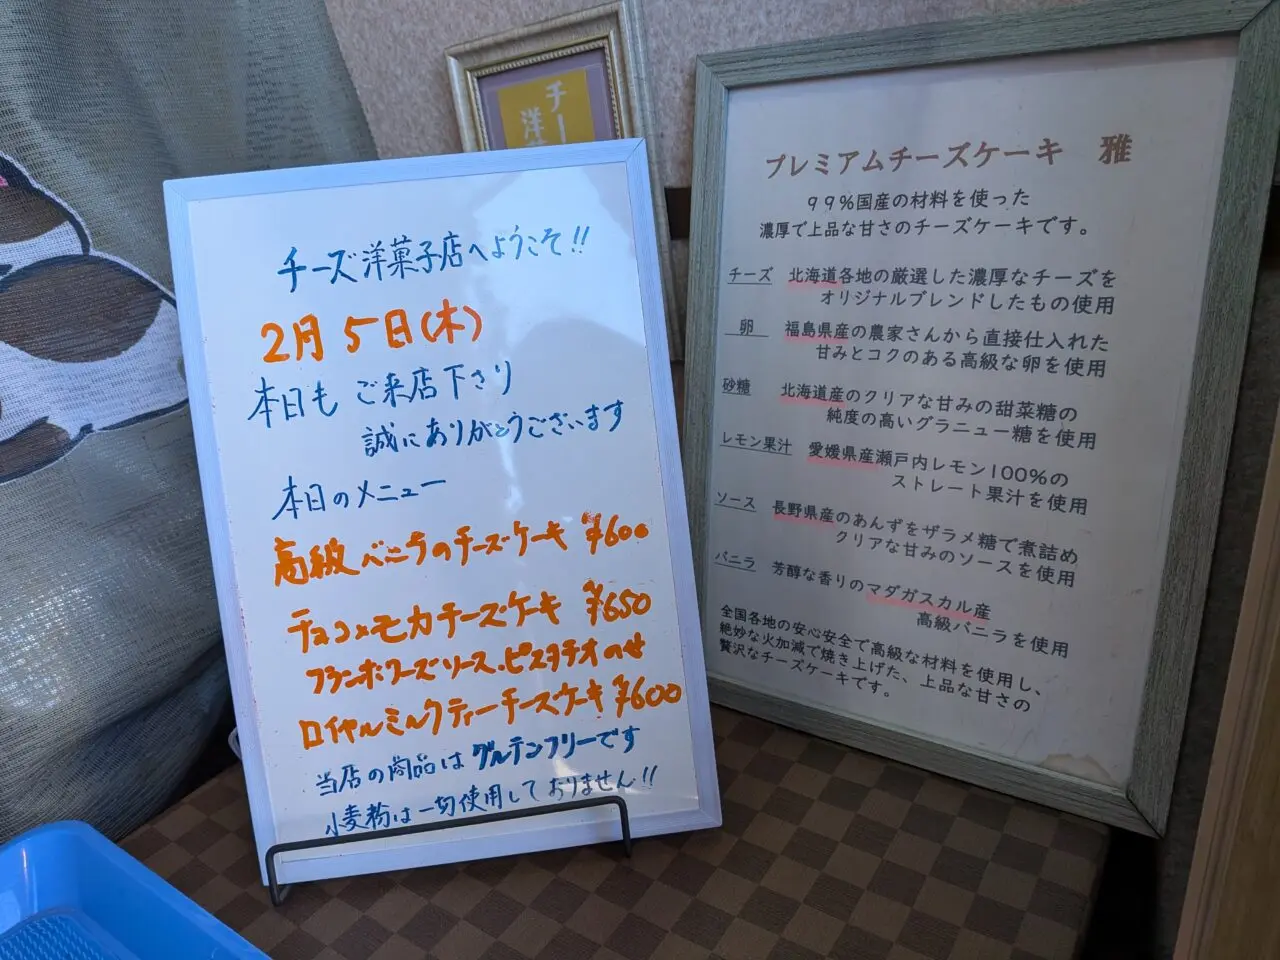 チーズ洋菓子店へようこそ!!
2月5日(木)
本日も ご来店下さり
誠にありがとうございます
本日のメニュー
高級バニラのチーズケーキ ¥600
チョコ×モカチーズケーキ ¥650
フランボワーズソース・ピスタチオのせ
ロイヤルミルクティーチーズケーキ ¥600
当店の商品はグルテンフリーです
小麦粉は一切使用しておりません!!
チー
洋
プレミアムチーズケーキ 雅
99%国産の材料を使った
濃厚で上品な甘さのチーズケーキです。
チーズ 北海道各地の厳選した濃厚なチーズを
オリジナルブレンドしたもの使用
卵 福島県産の農家さんから直接仕入れた
甘みとコクのある高級な卵を使用
砂糖 北海道産のクリアな甘みの甜菜糖の
純度の高いグラニュー糖を使用
レモン果汁 愛媛県産瀬戸内レモン100%の
ストレート果汁を使用
ソース 長野県産のあんずをザラメ糖で煮詰め
クリアな甘みのソースを使用
バニラ 芳醇な香りのマダガスカル産
高級バニラを使用
全国各地の安心安全で高級な材料を使用し、
絶妙な火加減で焼き上げた、上品な甘さの
贅沢なチーズケーキです。